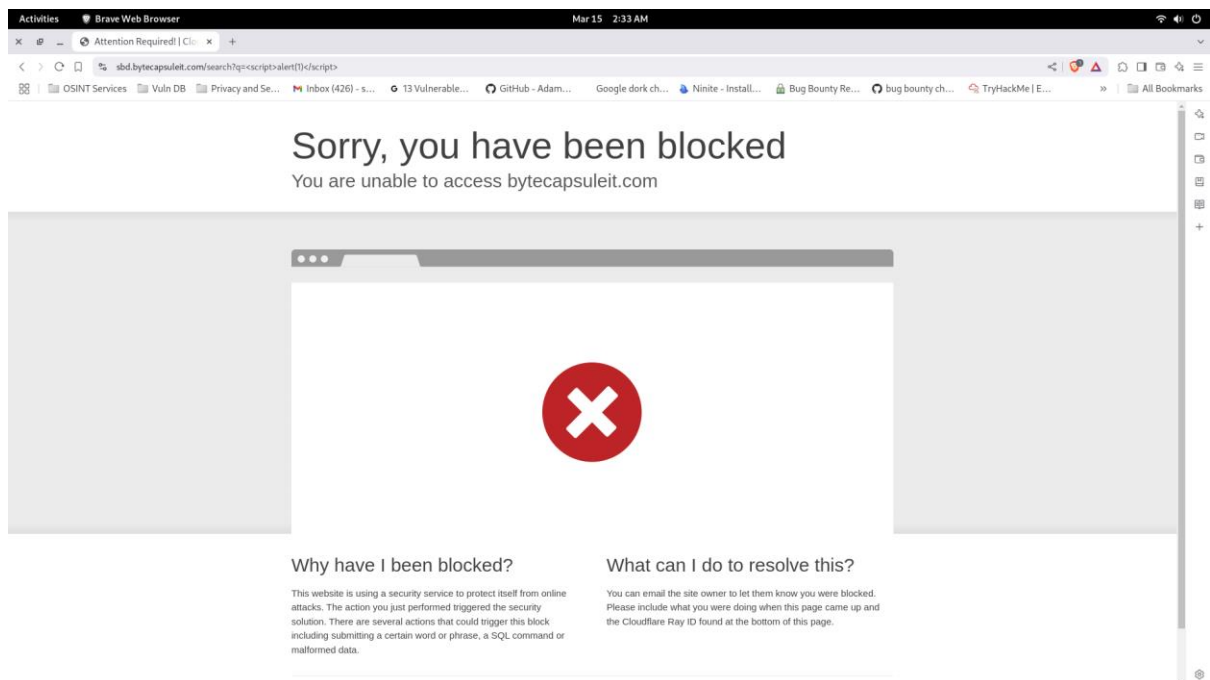 Activities Brave Web Browser Mar 15 2:33 AM
Attention Required! | Clo
sbd.bytecapsuleit.com/search?q=<script>alert(1)</script>
OSINT Services Vuln DB Privacy and Se... Inbox (426) - s... 13 Vulnerable... GitHub - Adam... Google dork ch... Ninite - Install... Bug Bounty Re... bug bounty ch... TryHackMe | E... » All Bookmarks
Sorry, you have been blocked
You are unable to access bytecapsuleit.com
Why have I been blocked?
This website is using a security service to protect itself from online
attacks. The action you just performed triggered the security
solution. There are several actions that could trigger this block
including submitting a certain word or phrase, a SQL command or
malformed data.
What can I do to resolve this?
You can email the site owner to let them know you were blocked.
Please include what you were doing when this page came up and
the Cloudflare Ray ID found at the bottom of this page.